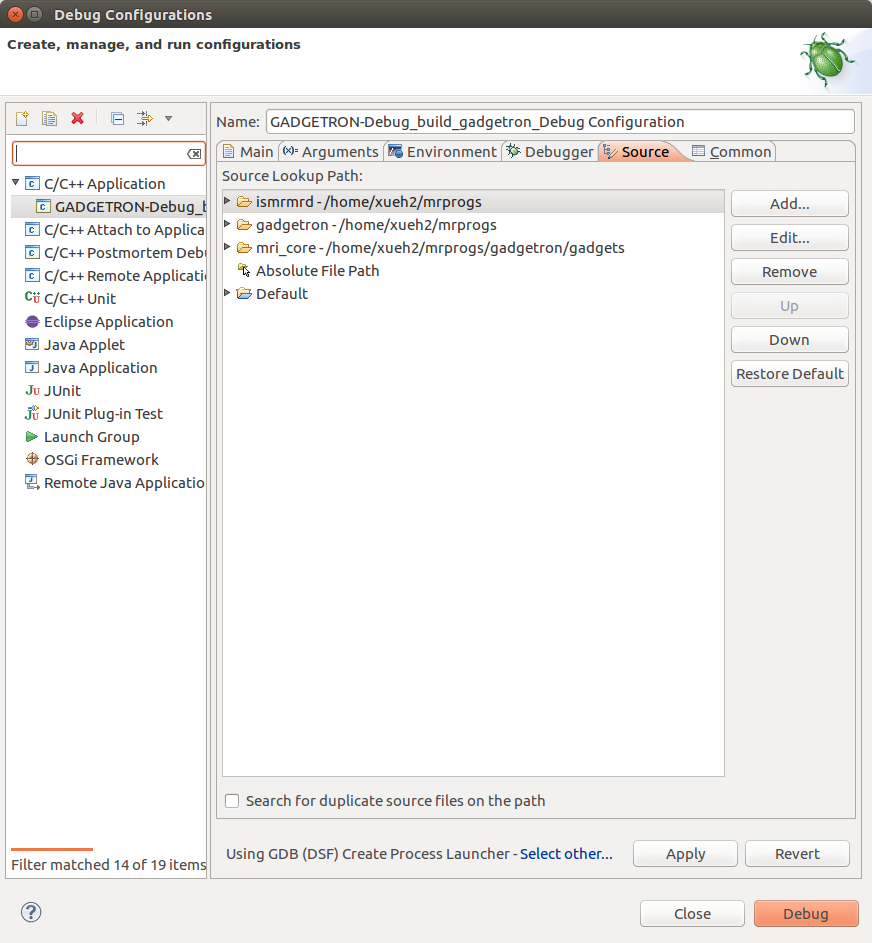 Debug Configurations
Create, manage, and run configurations
Name: GADGETRON-Debug_build_gadgetron_Debug Configuration
Main Arguments Environment Debugger Source Common
Source Lookup Path:
C/C++ Application
GADGETRON-Debug_b
C/C++ Attach to Applica
C/C++ Postmortem Debu
C/C++ Remote Applicatio
C/C++ Unit
Eclipse Application
Java Applet
Java Application
JUnit
JUnit Plug-in Test
Launch Group
OSGi Framework
Remote Java Applicatio
Filter matched 14 of 19 items
ismrmrd - /home/xueh2/mrprogs
gadgetron - /home/xueh2/mrprogs
mri_core - /home/xueh2/mrprogs/gadgetron/gadgets
Absolute File Path
Default
Add...
Edit...
Remove
Up
Down
Restore Default
Search for duplicate source files on the path
Using GDB (DSF) Create Process Launcher - Select other...
Apply
Revert
Close
Debug